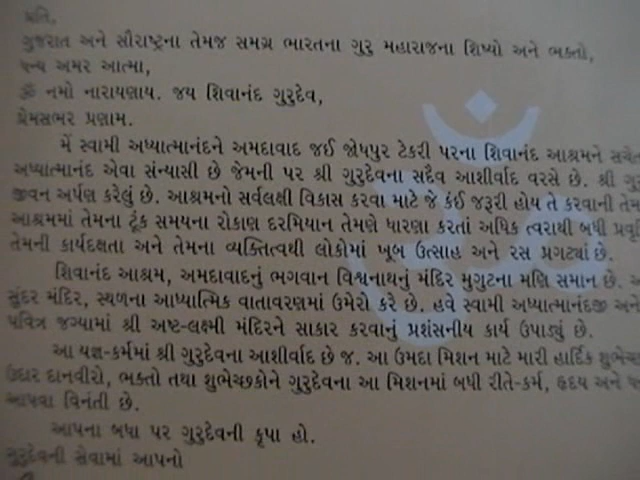 પ્રતિ,
ગુજરાત અને સૌરાષ્ટ્રના તેમજ સમગ્ર ભારતના ગુરુ મહારાજના શિષ્યો અને ભક્તો,
ધન્ય અમર આત્મા,
ૐ નમો નારાયણાય. જય શિવાનંદ ગુરુદેવ,
પ્રેમસભર પ્રણામ.
મેં સ્વામી અધ્યાત્માનંદને અમદાવાદ જઈ જોધપુર ટેકરી પરના શિવાનંદ આશ્રમને
અધ્યાત્માનંદ એવા સંન્યાસી છે જેમની પર શ્રી ગુરુદેવના સદૈવ આશીર્વાદ વરસે છે. શ્રી
જીવન અર્પણ કરેલું છે. આશ્રમનો સર્વલક્ષી વિકાસ કરવા માટે જે કંઈ જરૂરી હોય તે કરવાની
આશ્રમમાં તેમના ટૂંક સમયના રોકાણ દરમિયાન તેમણે ધારણા કરતાં અધિક ત્વરાથી બધી
તેમની કાર્યદક્ષતા અને તેમના વ્યક્તિત્વથી લોકોમાં ખૂબ ઉત્સાહ અને રસ પ્રગટ્યાં છે.
શિવાનંદ આશ્રમ, અમદાવાદનું ભગવાન વિશ્વનાથનું મંદિર મુગુટના મણિ સમાન છે.
સુંદર મંદિર, સ્થળના આધ્યાત્મિક વાતાવરણમાં ઉમેરો કરે છે. હવે સ્વામી અધ્યાત્માનંદજી
પવિત્ર જગ્યામાં શ્રી અષ્ટ-લક્ષ્મી મંદિરને સાકાર કરવાનું પ્રશંસનીય કાર્ય ઉપાડ્યું છે.
આ યજ્ઞ-કર્મમાં શ્રી ગુરુદેવના આશીર્વાદ છે જ. આ ઉમદા મિશન માટે મારી હાર્દિક
ઉદાર દાનવીરો, ભક્તો તથા શુભેચ્છકોને ગુરુદેવના આ મિશનમાં બધી રીતે-કર્મ, હૃદય અને
આપવા વિનંતી છે.
આપના બધા પર ગુરુદેવની કૃપા હો.
ગુરુદેવની સેવામાં આપનો